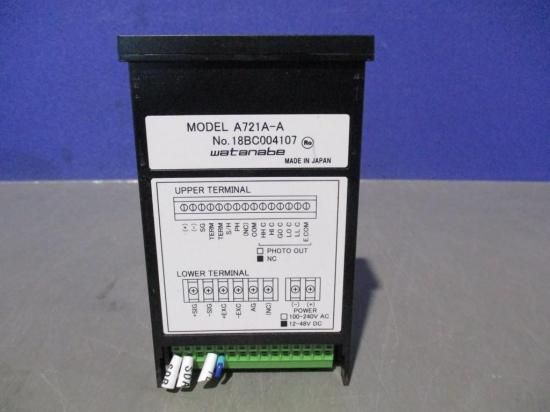 MODEL A721A-A
No.18BC004107
watanabe
MADE IN JAPAN
UPPER TERMINAL
(+) (-) SG TERM TERM S/H PH (NC) COM HH C HI C GO C LO C LL C E.COM
□ PHOTO OUT
■ NC
LOWER TERMINAL
+SIG -SIG +EXC -EXC AG (NC)
(-) (+)
POWER
□ 100-240V AC
■ 12-48V DC
SDA